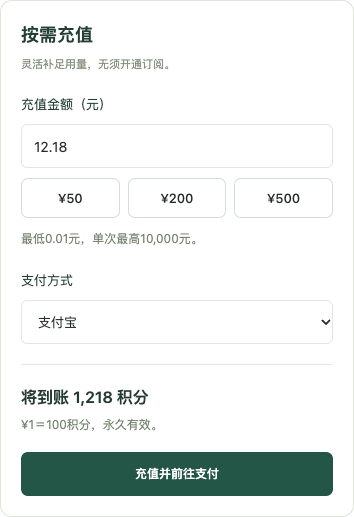 按需充值
灵活补足用量，无须开通订阅。
充值金额（元）
12.18
¥50
¥200
¥500
最低0.01元，单次最高10,000元。
支付方式
支付宝
将到账 1,218 积分
¥1＝100积分，永久有效。
充值并前往支付